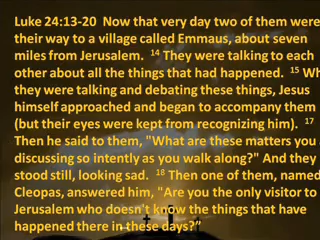 Luke 24:13-20  Now that very day two of them were
their way to a village called Emmaus, about seven
miles from Jerusalem.  14 They were talking to each
other about all the things that had happened.  15 Wh
they were talking and debating these things, Jesus
himself approached and began to accompany them
(but their eyes were kept from recognizing him).  17
Then he said to them, "What are these matters you a
discussing so intently as you walk along?" And they
stood still, looking sad.  18 Then one of them, named
Cleopas, answered him, "Are you the only visitor to
Jerusalem who doesn't know the things that have
happened there in these days?"